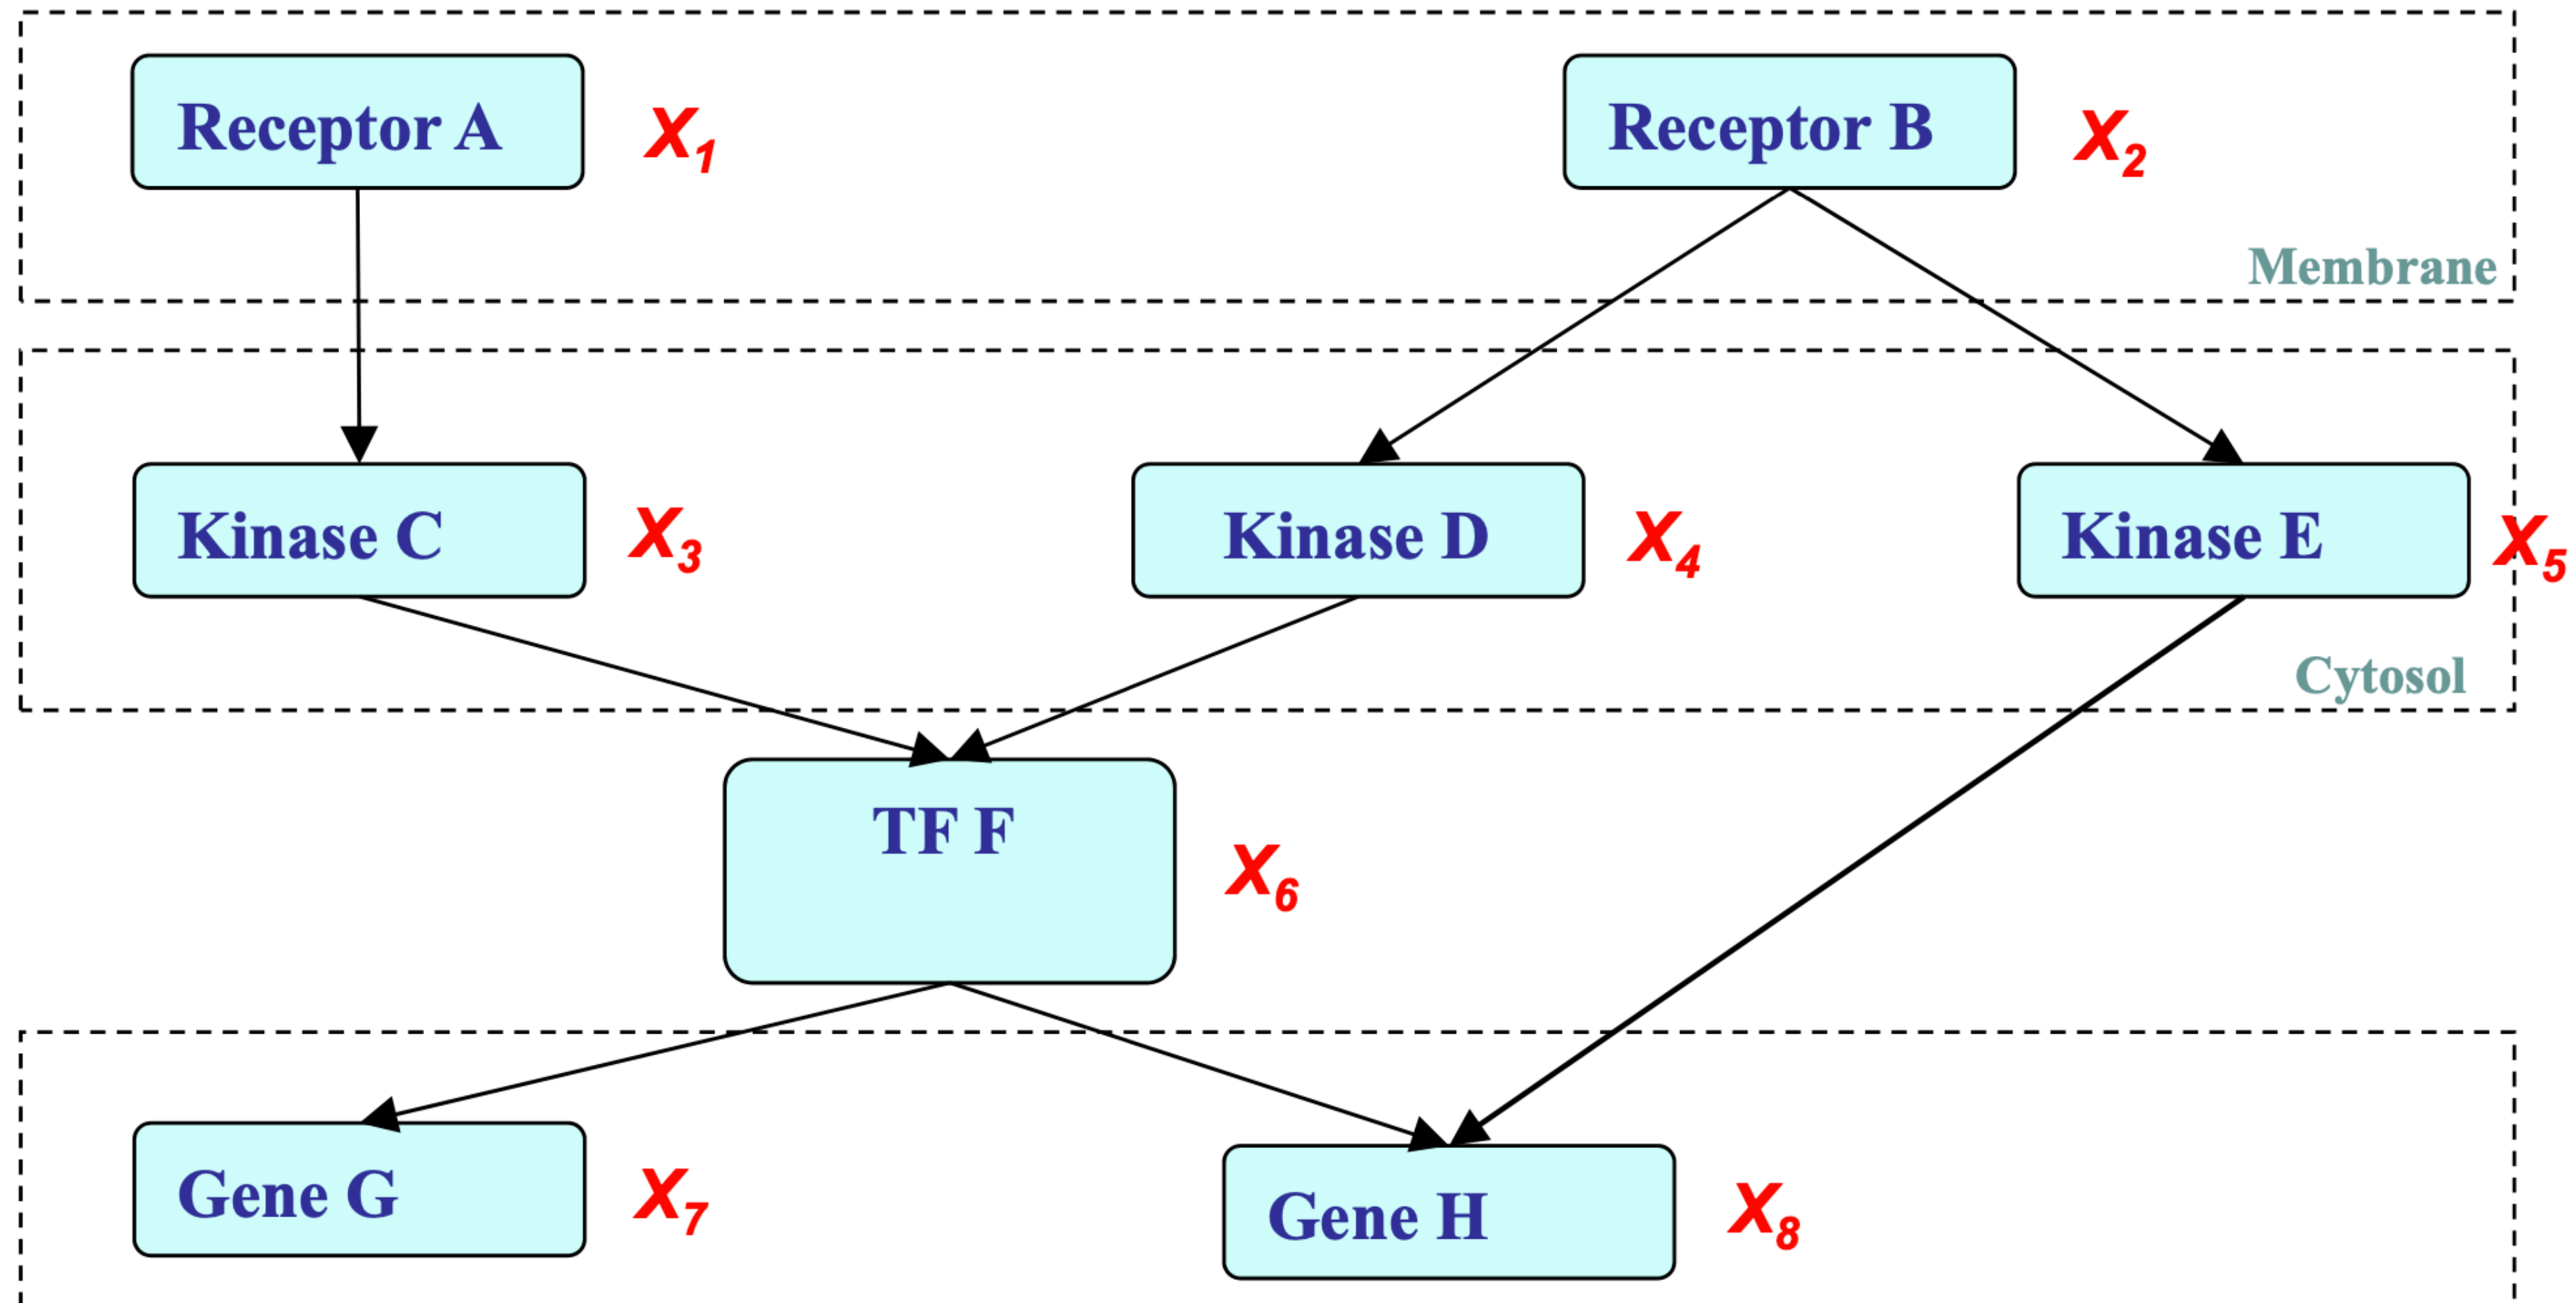 Receptor A
X1
Receptor B
X2
Membrane
Kinase C
X3
Kinase D
X4
Kinase E
X5
Cytosol
TF F
X6
Gene G
X7
Gene H
X8